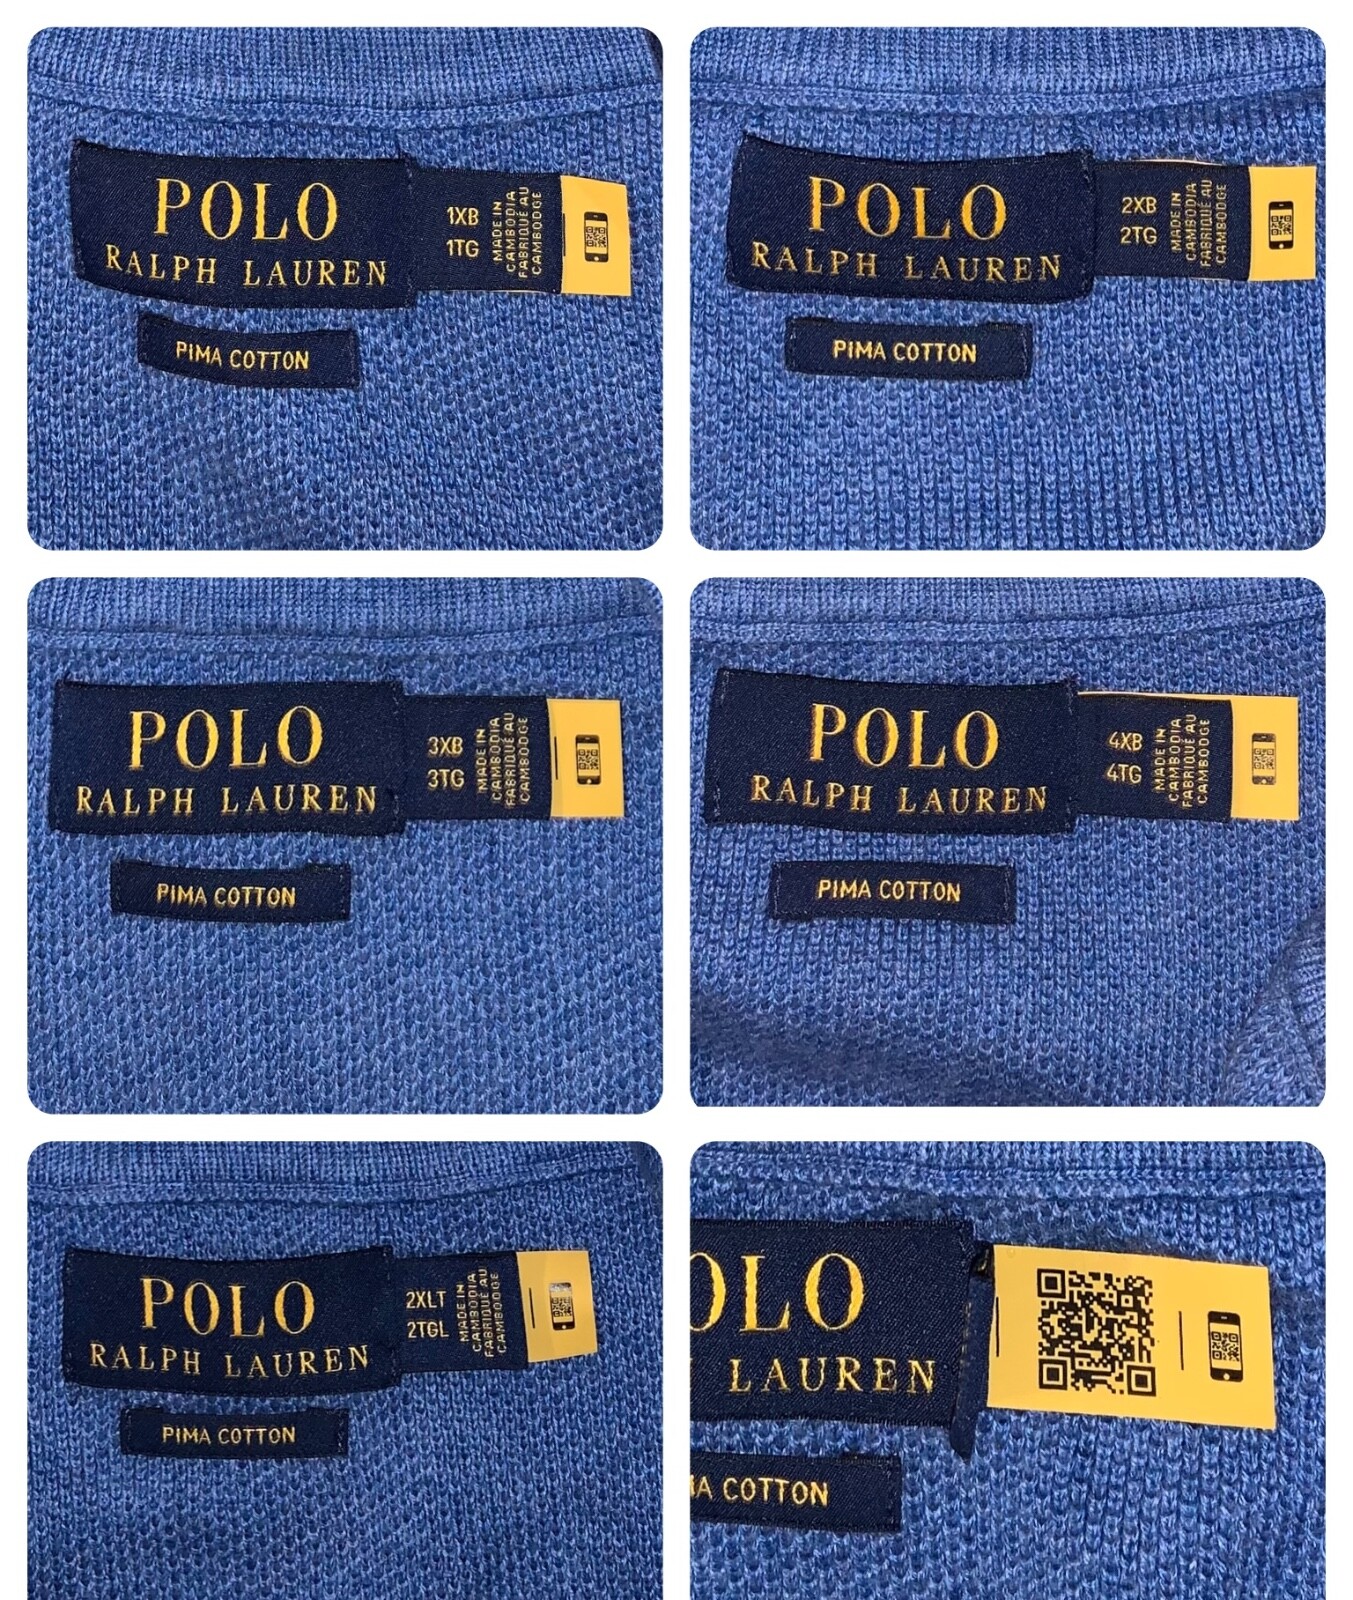 POLO
RALPH LAUREN
1XB
1TG
MADE IN
CAMBODIA
FABRIQUÉ AU
CAMBODGE
PIMA COTTON
POLO
RALPH LAUREN
2XB
2TG
MADE IN
CAMBODIA
FABRIQUÉ AU
CAMBODGE
PIMA COTTON
POLO
RALPH LAUREN
3XB
3TG
MADE IN
CAMBODIA
FABRIQUÉ AU
CAMBODGE
PIMA COTTON
POLO
RALPH LAUREN
4XB
4TG
MADE IN
CAMBODIA
FABRIQUÉ AU
CAMBODGE
PIMA COTTON
POLO
RALPH LAUREN
2XLT
2TGL
MADE IN
CAMBODIA
FABRIQUÉ AU
CAMBODGE
PIMA COTTON
OLO
LAUREN
MA COTTON